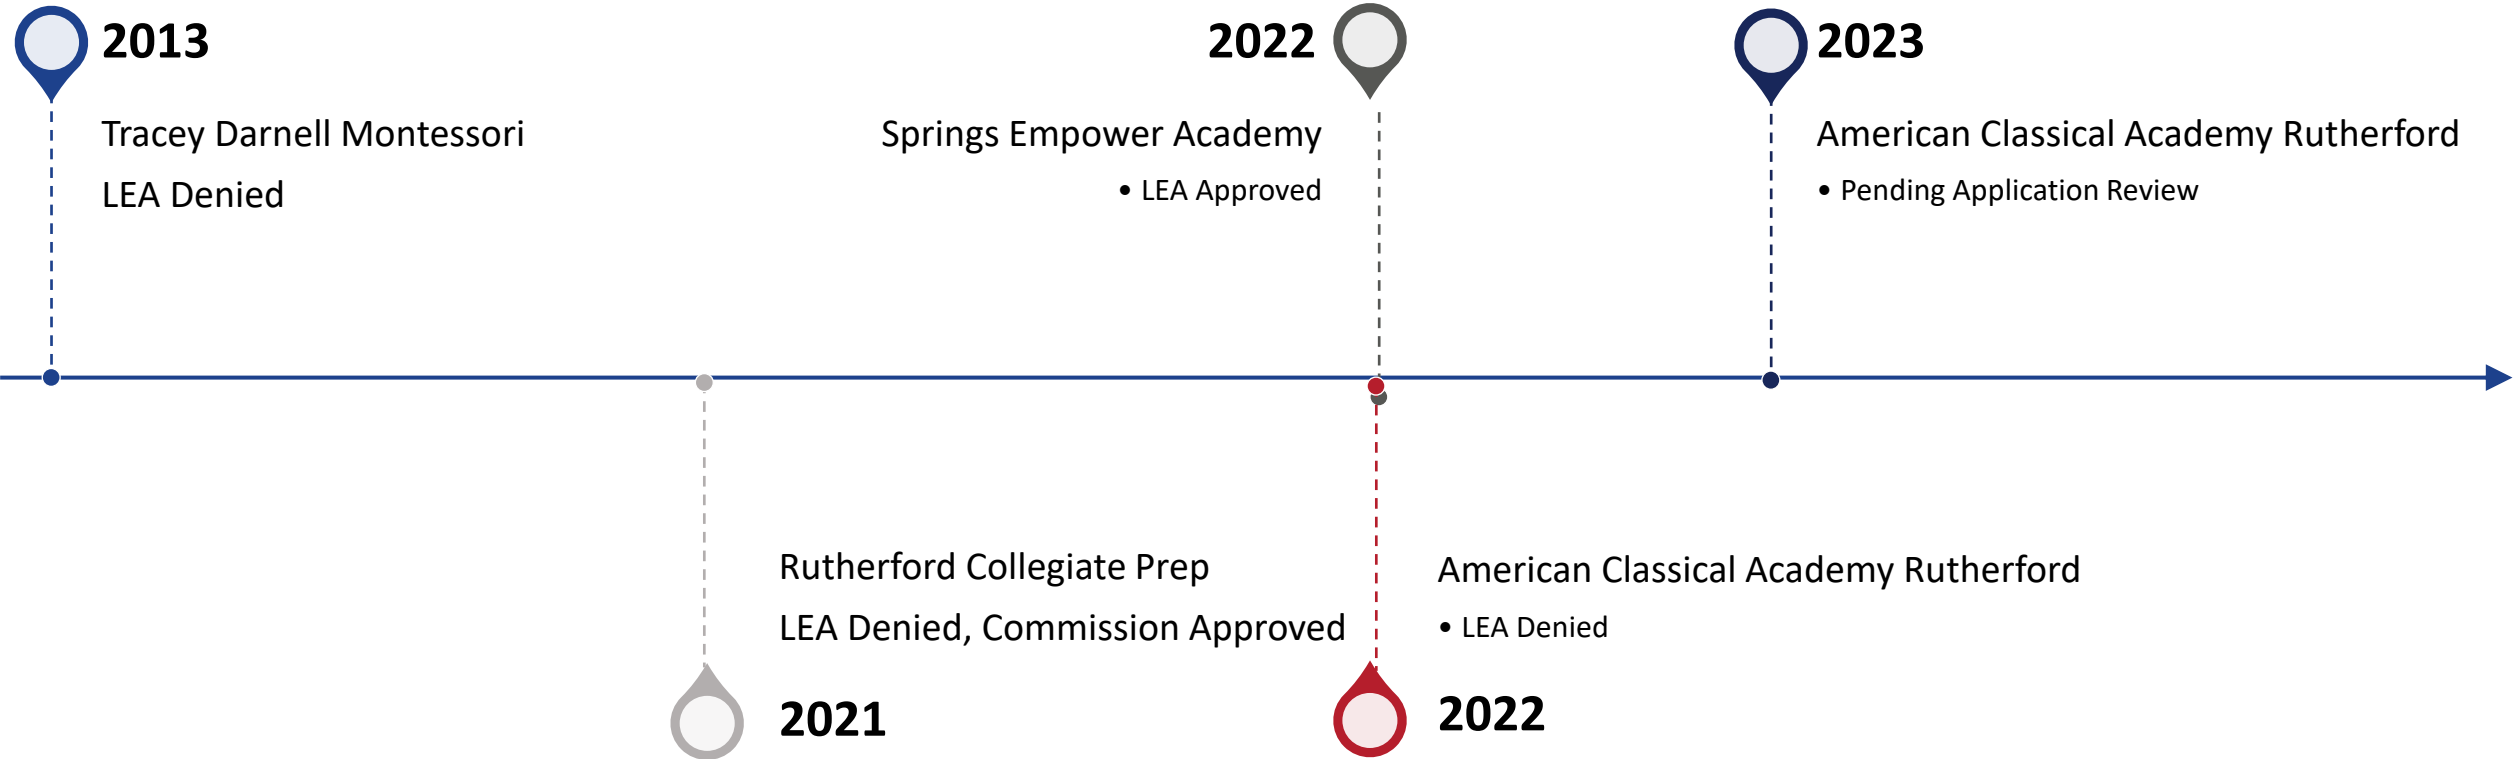 2013
Tracey Darnell Montessori
LEA Denied
2022
Springs Empower Academy
• LEA Approved
2023
American Classical Academy Rutherford
• Pending Application Review
Rutherford Collegiate Prep
LEA Denied, Commission Approved
2021
American Classical Academy Rutherford
• LEA Denied
2022